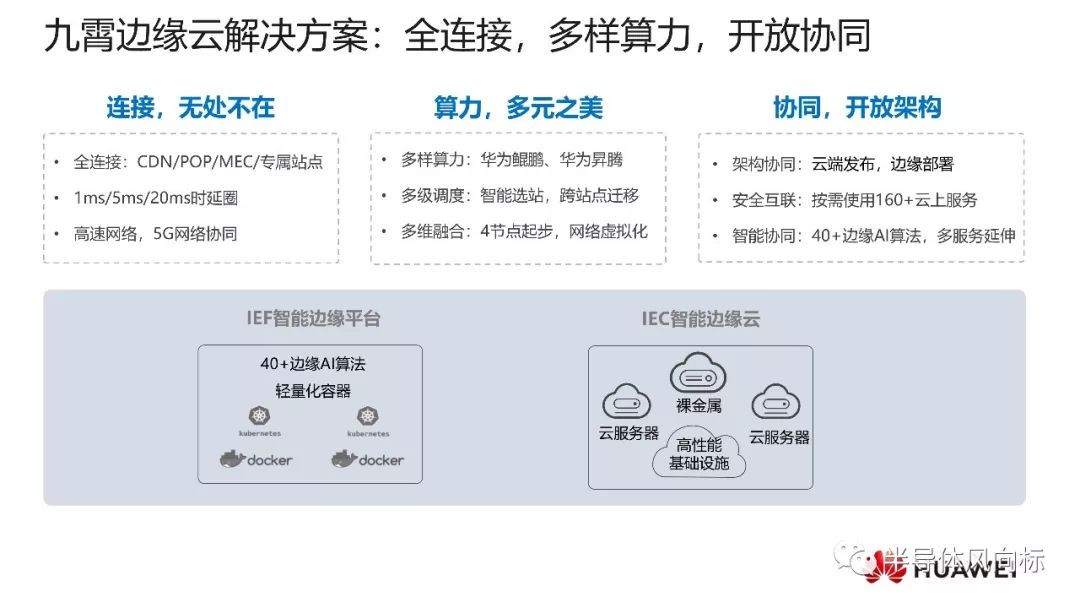 九霄边缘云解决方案：全连接，多样算力，开放协同
连接，无处不在
• 全连接：CDN/POP/MEC/专属站点
• 1ms/5ms/20ms时延圈
• 高速网络，5G网络协同
算力，多元之美
• 多样算力：华为鲲鹏、华为昇腾
• 多级调度：智能选站，跨站点迁移
• 多维融合：4节点起步，网络虚拟化
协同，开放架构
• 架构协同：云端发布，边缘部署
• 安全互联：按需使用160+云上服务
• 智能协同：40+边缘AI算法，多服务延伸
IEF智能边缘平台
40+边缘AI算法
轻量化容器
kubernetes
kubernetes
docker
docker
IEC智能边缘云
裸金属
云服务器
云服务器
高性能
基础设施
半导体风向标
HUAWEI